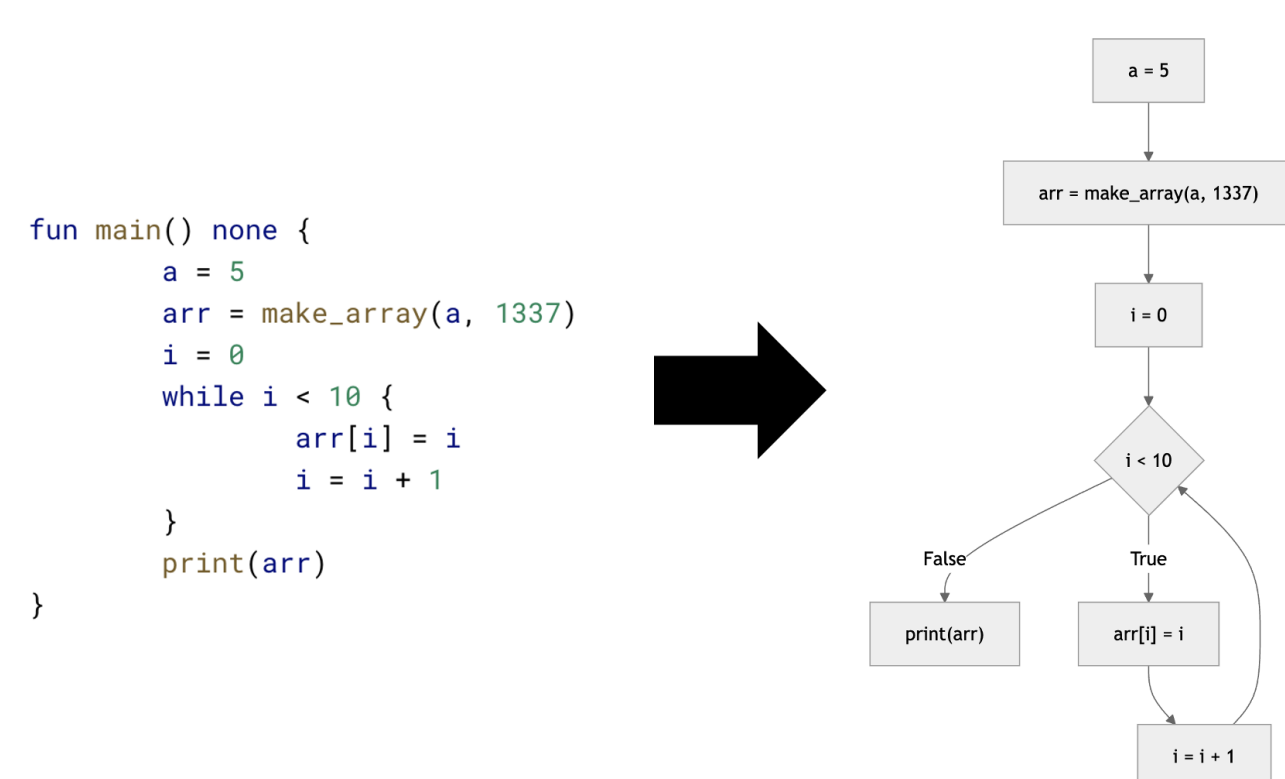 fun main() none {
a = 5
arr = make_array(a, 1337)
i = 0
while i < 10 {
arr[i] = i
i = i + 1
}
print(arr)
}
a = 5
arr = make_array(a, 1337)
i = 0
i < 10
False
True
print(arr)
arr[i] = i
i = i + 1